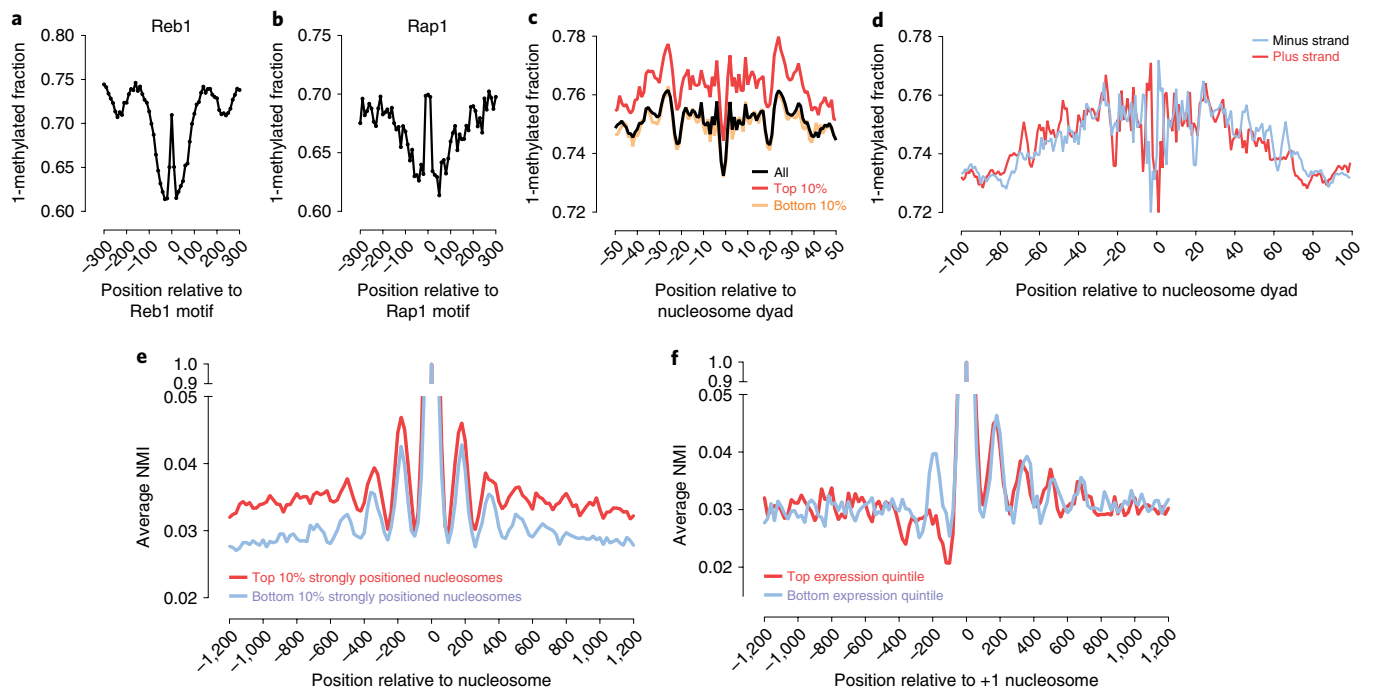 a
Reb1
0.80
0.75
0.70
0.65
0.60
1-methylated fraction
−300
−200
−100
0
100
200
300
Position relative to
Reb1 motif
b
Rap1
0.75
0.70
0.65
0.60
1-methylated fraction
−300
−200
−100
0
100
200
300
Position relative to
Rap1 motif
c
0.78
0.76
0.74
0.72
1-methylated fraction
All
Top 10%
Bottom 10%
−50
−40
−30
−20
−10
0
10
20
30
40
50
Position relative to
nucleosome dyad
d
0.78
0.76
0.74
0.72
1-methylated fraction
Minus strand
Plus strand
−100
−80
−60
−40
−20
0
20
40
60
80
100
Position relative to nucleosome dyad
e
1.0
0.9
0.05
0.04
0.03
0.02
Average NMI
Top 10% strongly positioned nucleosomes
Bottom 10% strongly positioned nucleosomes
−1,200
−1,000
−800
−600
−400
−200
0
200
400
600
800
1,000
1,200
Position relative to nucleosome
f
1.0
0.9
0.05
0.04
0.03
0.02
Average NMI
Top expression quintile
Bottom expression quintile
−1,200
−1,000
−800
−600
−400
−200
0
200
400
600
800
1,000
1,200
Position relative to +1 nucleosome